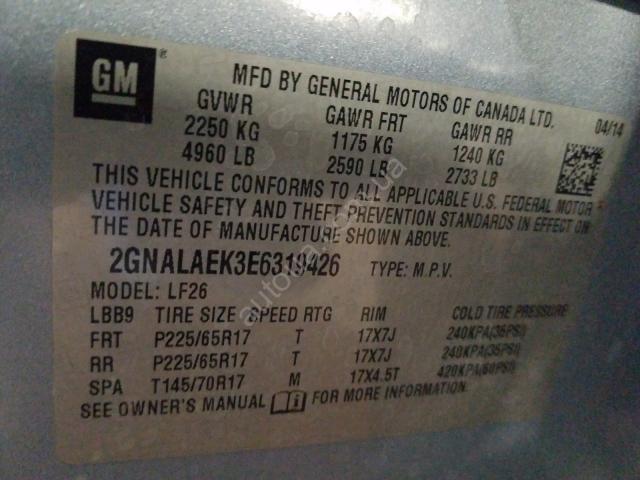 GM
®
MFD BY GENERAL MOTORS OF CANADA LTD.
04/14
GVWR GAWR FRT GAWR RR
2250 KG 1175 KG 1240 KG
4960 LB 2590 LB 2733 LB
THIS VEHICLE CONFORMS TO ALL APPLICABLE U.S. FEDERAL MOTOR
VEHICLE SAFETY AND THEFT PREVENTION STANDARDS IN EFFECT ON
THE DATE OF MANUFACTURE SHOWN ABOVE.
2GNALAEK3E6319426 TYPE: M.P.V.
MODEL: LF26
LBB9 TIRE SIZE SPEED RTG RIM COLD TIRE PRESSURE
FRT P225/65R17 T 17X7J 240KPA(35PSI)
RR P225/65R17 T 17X7J 240KPA(35PSI)
SPA T145/70R17 M 17X4.5T 420KPA(60PSI)
SEE OWNER'S MANUAL FOR MORE INFORMATION.